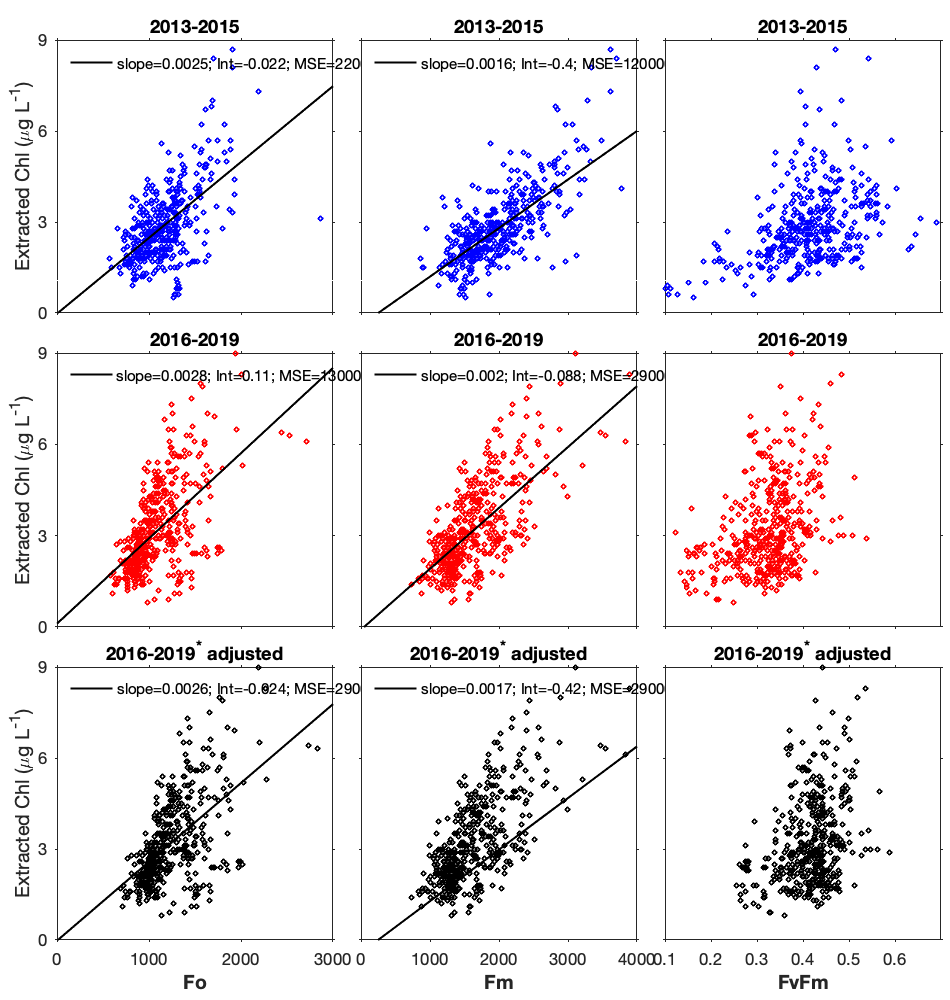 2013-2015
2013-2015
2013-2015
9
6
3
0
Extracted Chl (μg L-1)
slope=0.0025; Int=-0.022; MSE=220
slope=0.0016; Int=-0.4; MSE=12000
2016-2019
2016-2019
2016-2019
9
6
3
0
Extracted Chl (μg L-1)
slope=0.0028; Int=0.11; MSE=13000
slope=0.002; Int=-0.088; MSE=2900
2016-2019* adjusted
2016-2019* adjusted
2016-2019* adjusted
9
6
3
0
Extracted Chl (μg L-1)
slope=0.0026; Int=-0.024; MSE=290
slope=0.0017; Int=-0.42; MSE=2900
0 1000 2000 3000
0 1000 2000 3000 4000
0.1 0.2 0.3 0.4 0.5 0.6
Fo
Fm
FvFm